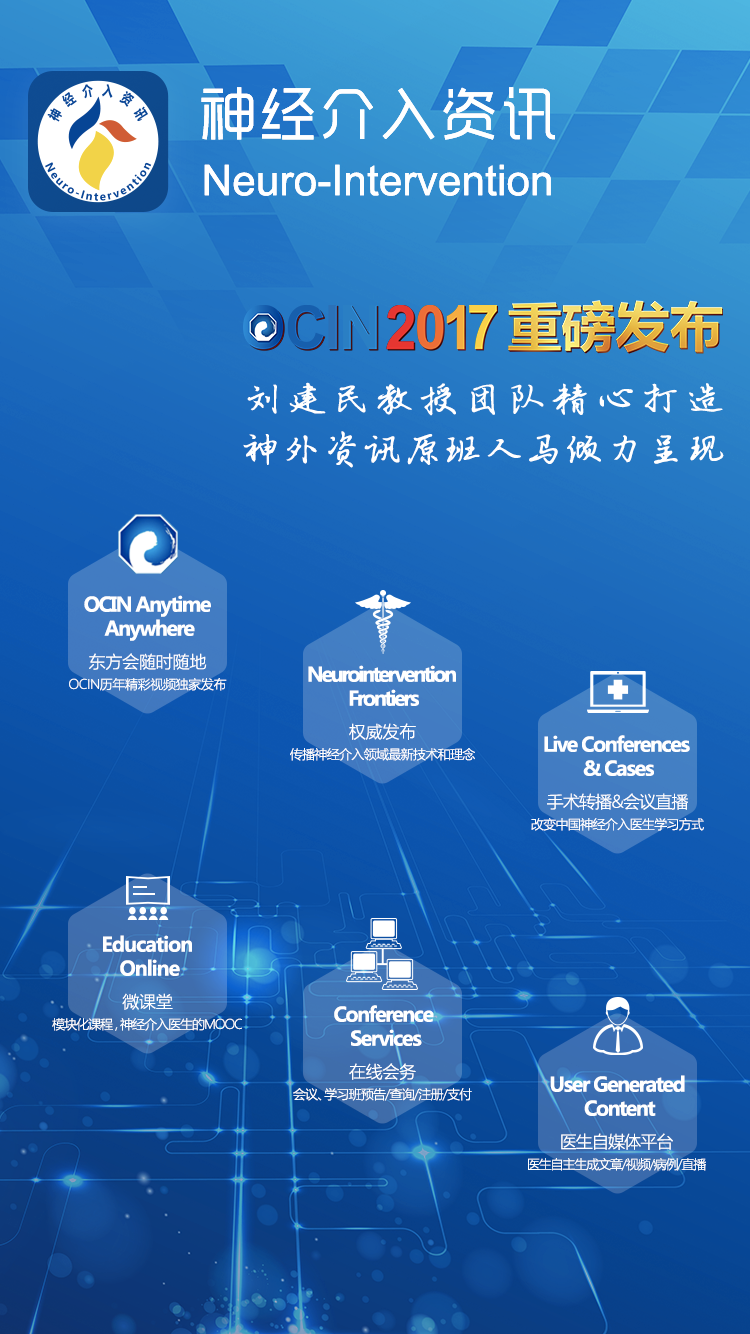 神经介入资讯
Neuro-Intervention
神经介入资讯
Neuro-Intervention
OCIN2017重磅发布
刘建民教授团队精心打造
神外资讯原班人马倾力呈现
OCIN Anytime
Anywhere
东方会随时随地
OCIN历年精彩视频独家发布
Neurointervention
Frontiers
权威发布
传播神经介入领域最新技术和理念
Live Conferences
& Cases
手术转播&会议直播
改变中国神经介入医生学习方式
Education
Online
微课堂
模块化课程，神经介入医生的MOOC
Conference
Services
在线会务
会议、学习班预告/查询/注册/支付
User Generated
Content
医生自媒体平台
医生自主生成文章/视频/病例/直播